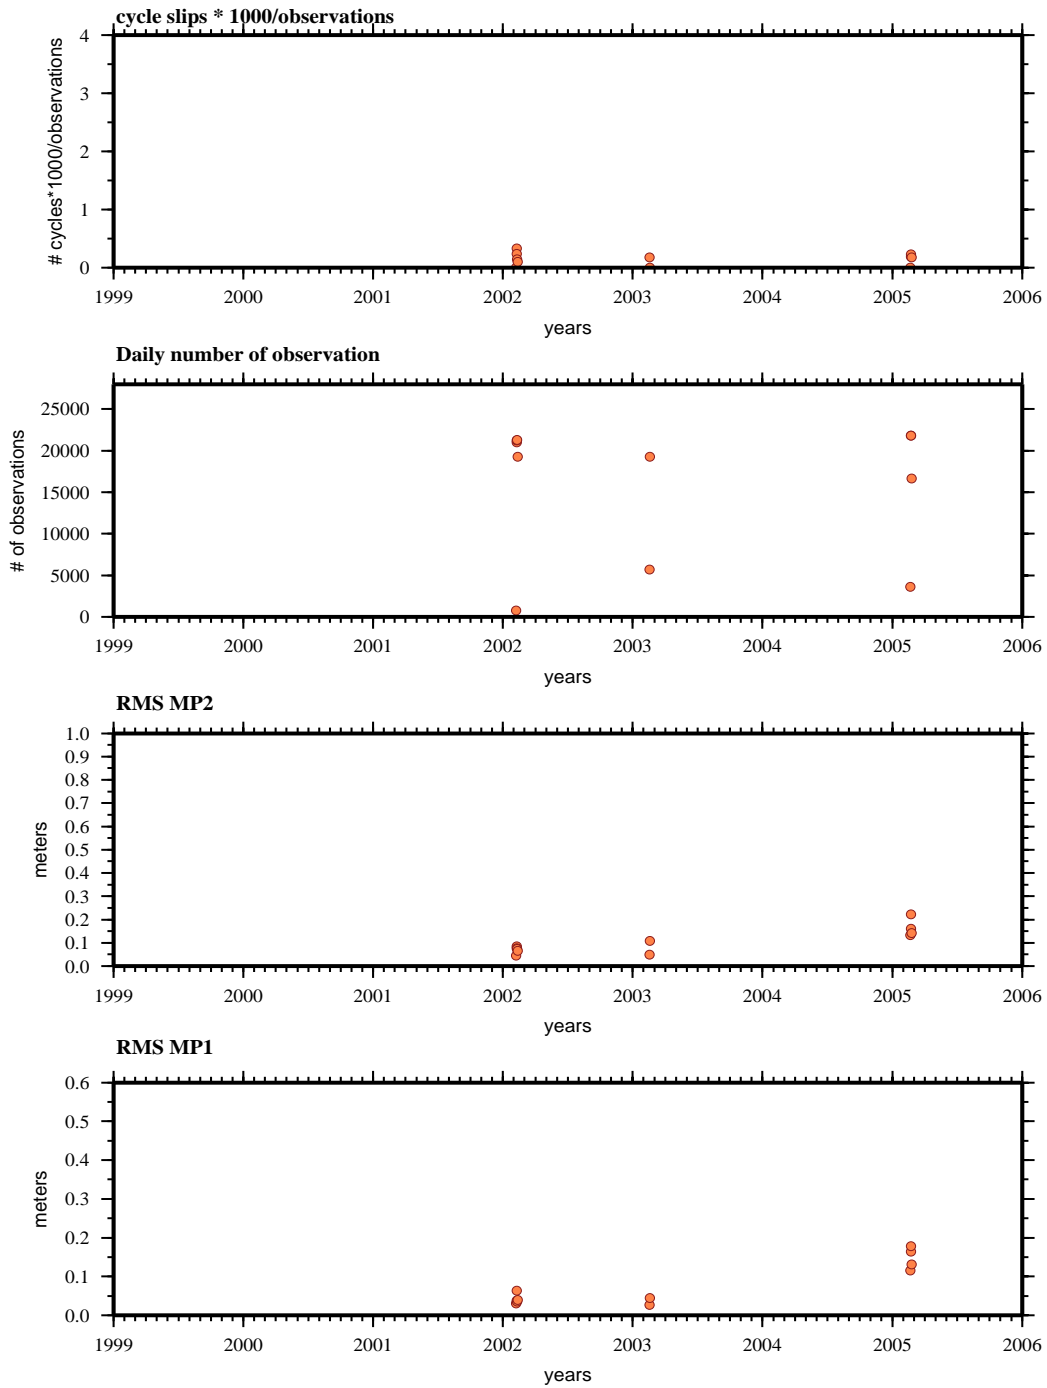 cycle slips * 1000/observations
4
3
2
1
0
# cycles*1000/observations
1999 2000 2001 2002 2003 2004 2005 2006
years
Daily number of observation
25000
20000
15000
10000
5000
0
# of observations
1999 2000 2001 2002 2003 2004 2005 2006
years
RMS MP2
1.0
0.9
0.8
0.7
0.6
0.5
0.4
0.3
0.2
0.1
0.0
meters
1999 2000 2001 2002 2003 2004 2005 2006
years
RMS MP1
0.6
0.5
0.4
0.3
0.2
0.1
0.0
meters
1999 2000 2001 2002 2003 2004 2005 2006
years